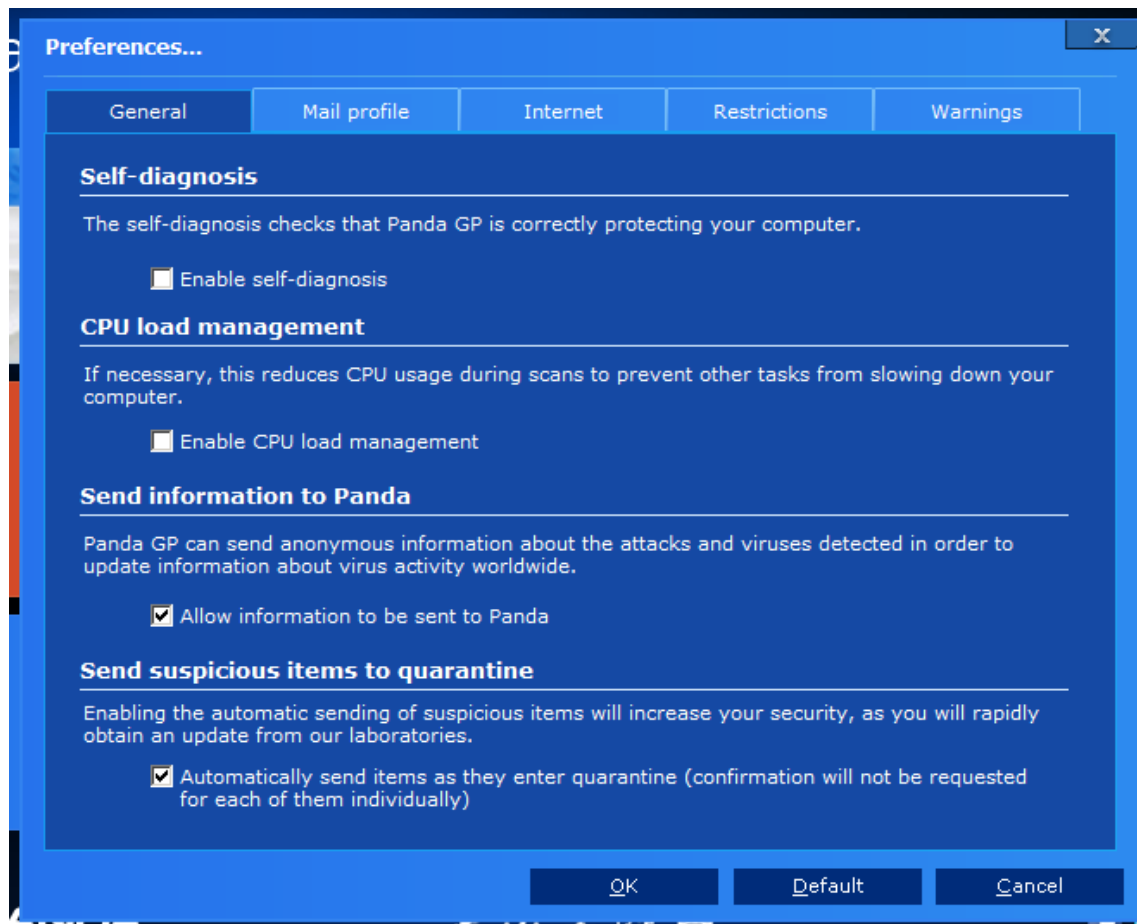 Preferences...
X
General
Mail profile
Internet
Restrictions
Warnings
Self-diagnosis
The self-diagnosis checks that Panda GP is correctly protecting your computer.
Enable self-diagnosis
CPU load management
If necessary, this reduces CPU usage during scans to prevent other tasks from slowing down your
computer.
Enable CPU load management
Send information to Panda
Panda GP can send anonymous information about the attacks and viruses detected in order to
update information about virus activity worldwide.
Allow information to be sent to Panda
Send suspicious items to quarantine
Enabling the automatic sending of suspicious items will increase your security, as you will rapidly
obtain an update from our laboratories.
Automatically send items as they enter quarantine (confirmation will not be requested
for each of them individually)
OK
Default
Cancel